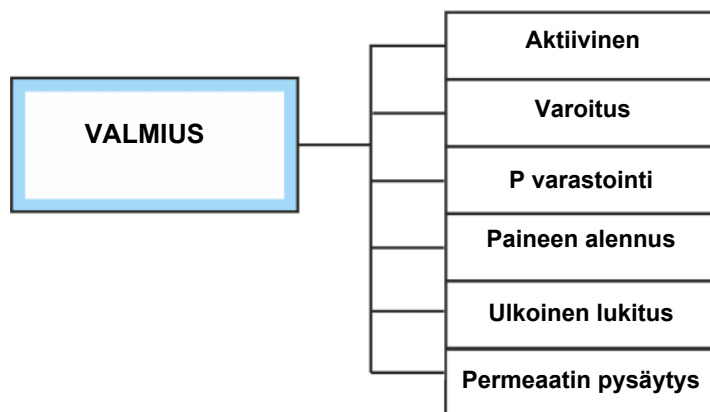 VALMIUS
Aktiivinen
Varoitus
P varastointi
Paineen alennus
Ulkoinen lukitus
Permeaatin pysäytys